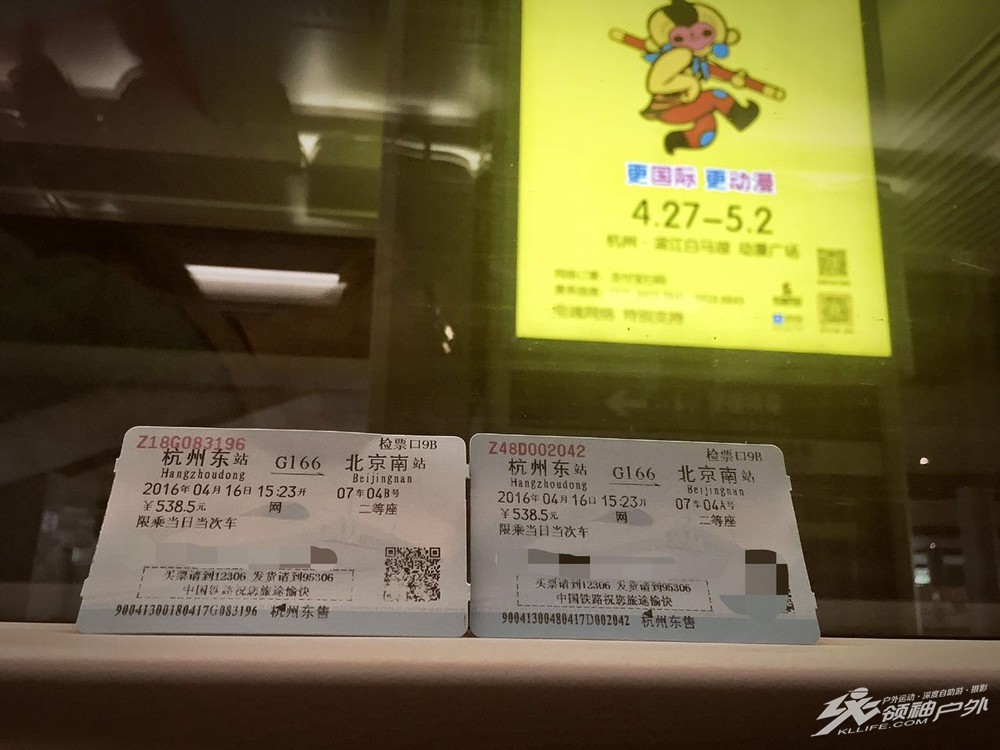 更国际 更动漫
4.27-5.2
杭州·滨江白马湖 动漫广场
特别支持
Z18G083196
检票口9B
杭州东站 G166 北京南站
Hangzhoudong Beijingnan
2016年04月16日 15:23开 07车04B号
¥538.5元 网 二等座
限乘当日当次车
买票请到12306 发货请到95306
中国铁路祝您旅途愉快
90041300180417G083196 杭州东售
Z48D002042
检票口9B
杭州东站 G166 北京南站
Hangzhoudong Beijingnan
2016年04月16日 15:23开 07车04A号
¥538.5元 网 二等座
限乘当日当次车
买票请到12306 发货请到95306
中国铁路祝您旅途愉快
90041300480417D002042 杭州东售
户外运动·深度自助游·摄影
领袖户外
KLLIFE.COM